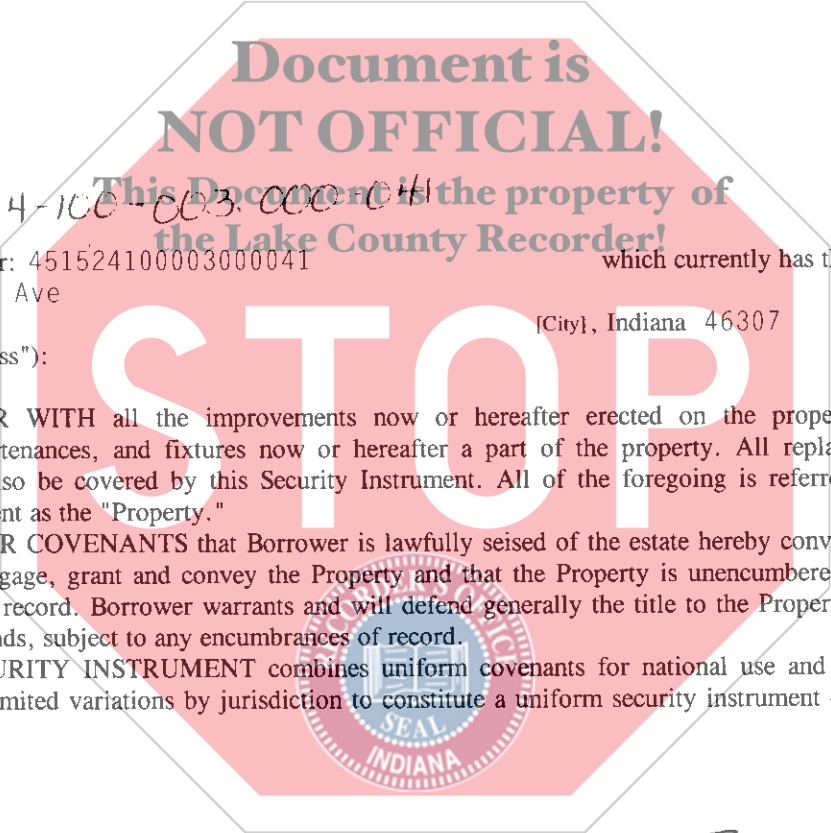 Document is
NOT OFFICIAL!
This Document is the property of
the Lake County Recorder!
4-100-003.000-041
r: 451524100003000041 which currently has th
Ave
[City], Indiana 46307
ss"):
STOP
R WITH all the improvements now or hereafter erected on the prope
tenances, and fixtures now or hereafter a part of the property. All repla
so be covered by this Security Instrument. All of the foregoing is referr
ent as the "Property."
R COVENANTS that Borrower is lawfully seised of the estate hereby conv
gage, grant and convey the Property and that the Property is unencumbere
record. Borrower warrants and will defend generally the title to the Proper
nds, subject to any encumbrances of record.
URITY INSTRUMENT combines uniform covenants for national use and
mited variations by jurisdiction to constitute a uniform security instrument
RECORDER'S OFFICE
SEAL
INDIANA